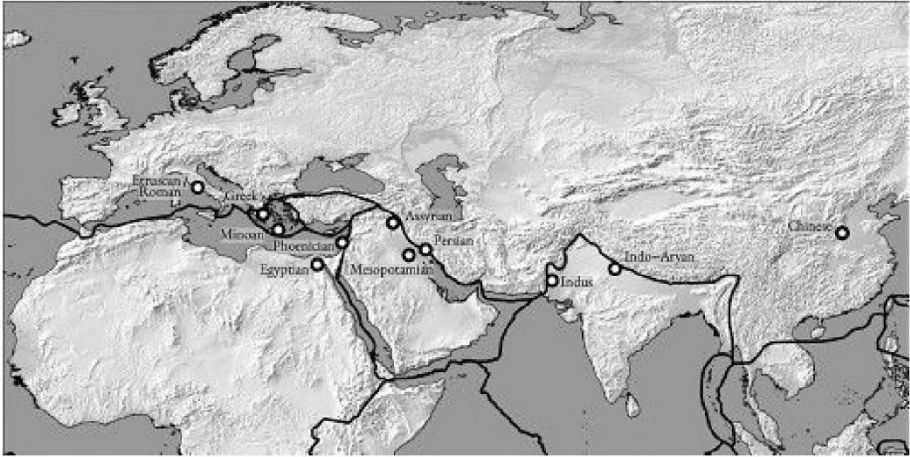 Etruscan
Roman
Greek
Minoan
Phoenician
Egyptian
Assyrian
Persian
Mesopotamian
Indus
Indo-Aryan
Chinese